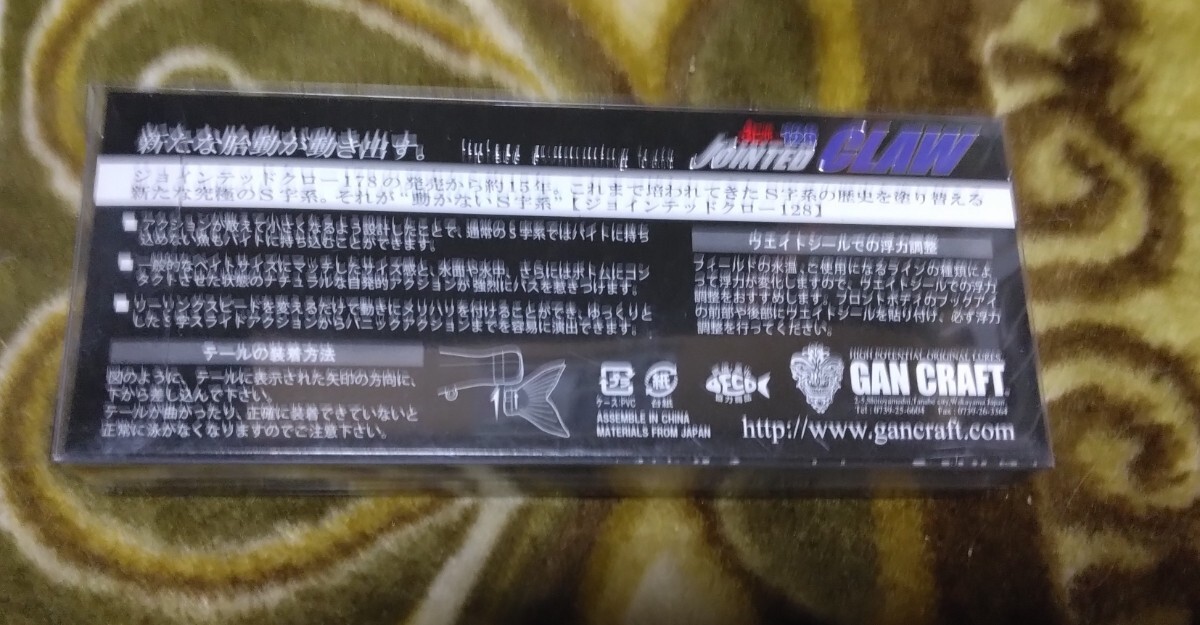 新たな胎動が動き出す。
JOINTED CLAW
ジョインテッドクロー178の発売から約15年。これまで培われてきたS字系の歴史を塗り替える
新たな究極のS字系。それが“動かないS字系”【ジョインテッドクロー128】
■アクションが敢えて小さくなるよう設計したことで、通常のS字系ではバイトに持ち
込めない魚もバイトに持ち込むことができます。
■一般的なベイトサイズにマッチしたサイズ感と、水面や水中、さらにはボトムにコン
タクトさせた状態のナチュラルな自発的アクションが強烈にバスを惹きつけます。
■リーリングスピードを変えるだけで動きにメリハリを付けることができ、ゆっくりと
したS字スライドアクションからパニックアクションまでを容易に演出できます。
ウエイトシールでの浮力調整
フィールドの水温、ご使用になるラインの種類によ
って浮力が変化しますので、ウエイトシールでの浮力
調整をおすすめします。フロントボディのフックアイ
の前部や後部にウエイトシールを貼り付け、必ず浮力
調整を行ってください。
テールの装着方法
図のように、テールに表示された矢印の方向に、
下から差し込んで下さい。
テールが曲がったり、正確に装着できていないと
正常に泳がなくなりますのでご注意下さい。
プラ
紙
ケース:PVC
ECO
ASSEMBLE IN CHINA
MATERIALS FROM JAPAN
HIGH POTENTIAL ORIGINAL LURES
GAN CRAFT
Tel / 0739-25-6604 Fax / 0739-26-3364
http://www.gancraft.com